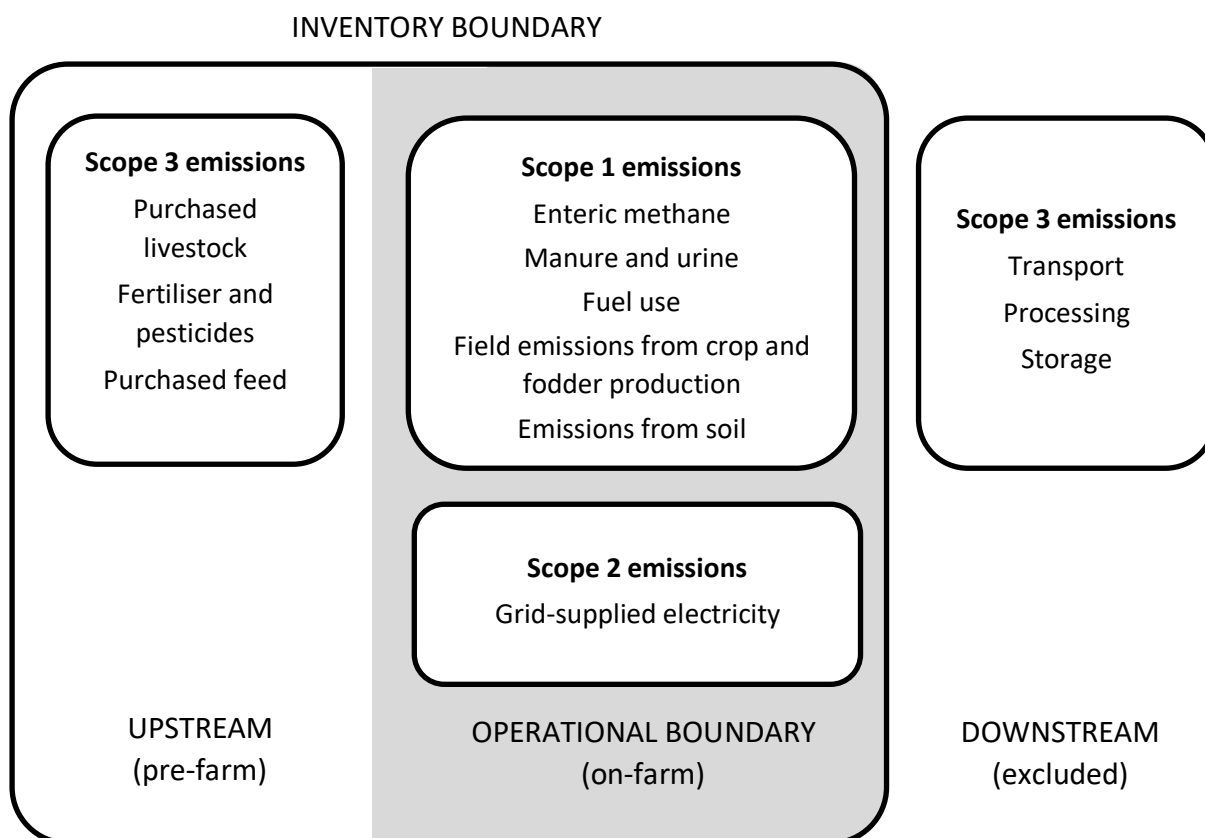 INVENTORY BOUNDARY
Scope 3 emissions
Purchased
livestock
Fertiliser and
pesticides
Purchased feed
Scope 1 emissions
Enteric methane
Manure and urine
Fuel use
Field emissions from crop and
fodder production
Emissions from soil
Scope 2 emissions
Grid-supplied electricity
Scope 3 emissions
Transport
Processing
Storage
UPSTREAM
(pre-farm)
OPERATIONAL BOUNDARY
(on-farm)
DOWNSTREAM
(excluded)